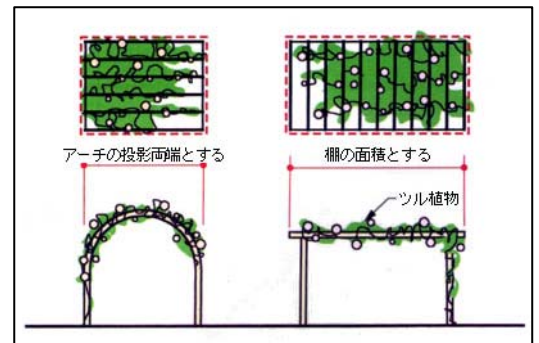 アーチの投影両端とする
棚の面積とする
ツル植物